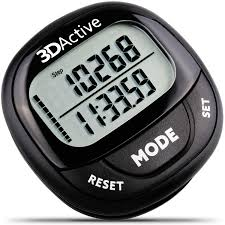 3DActive
Step
10268
11:33.59
MODE
SET
RESET